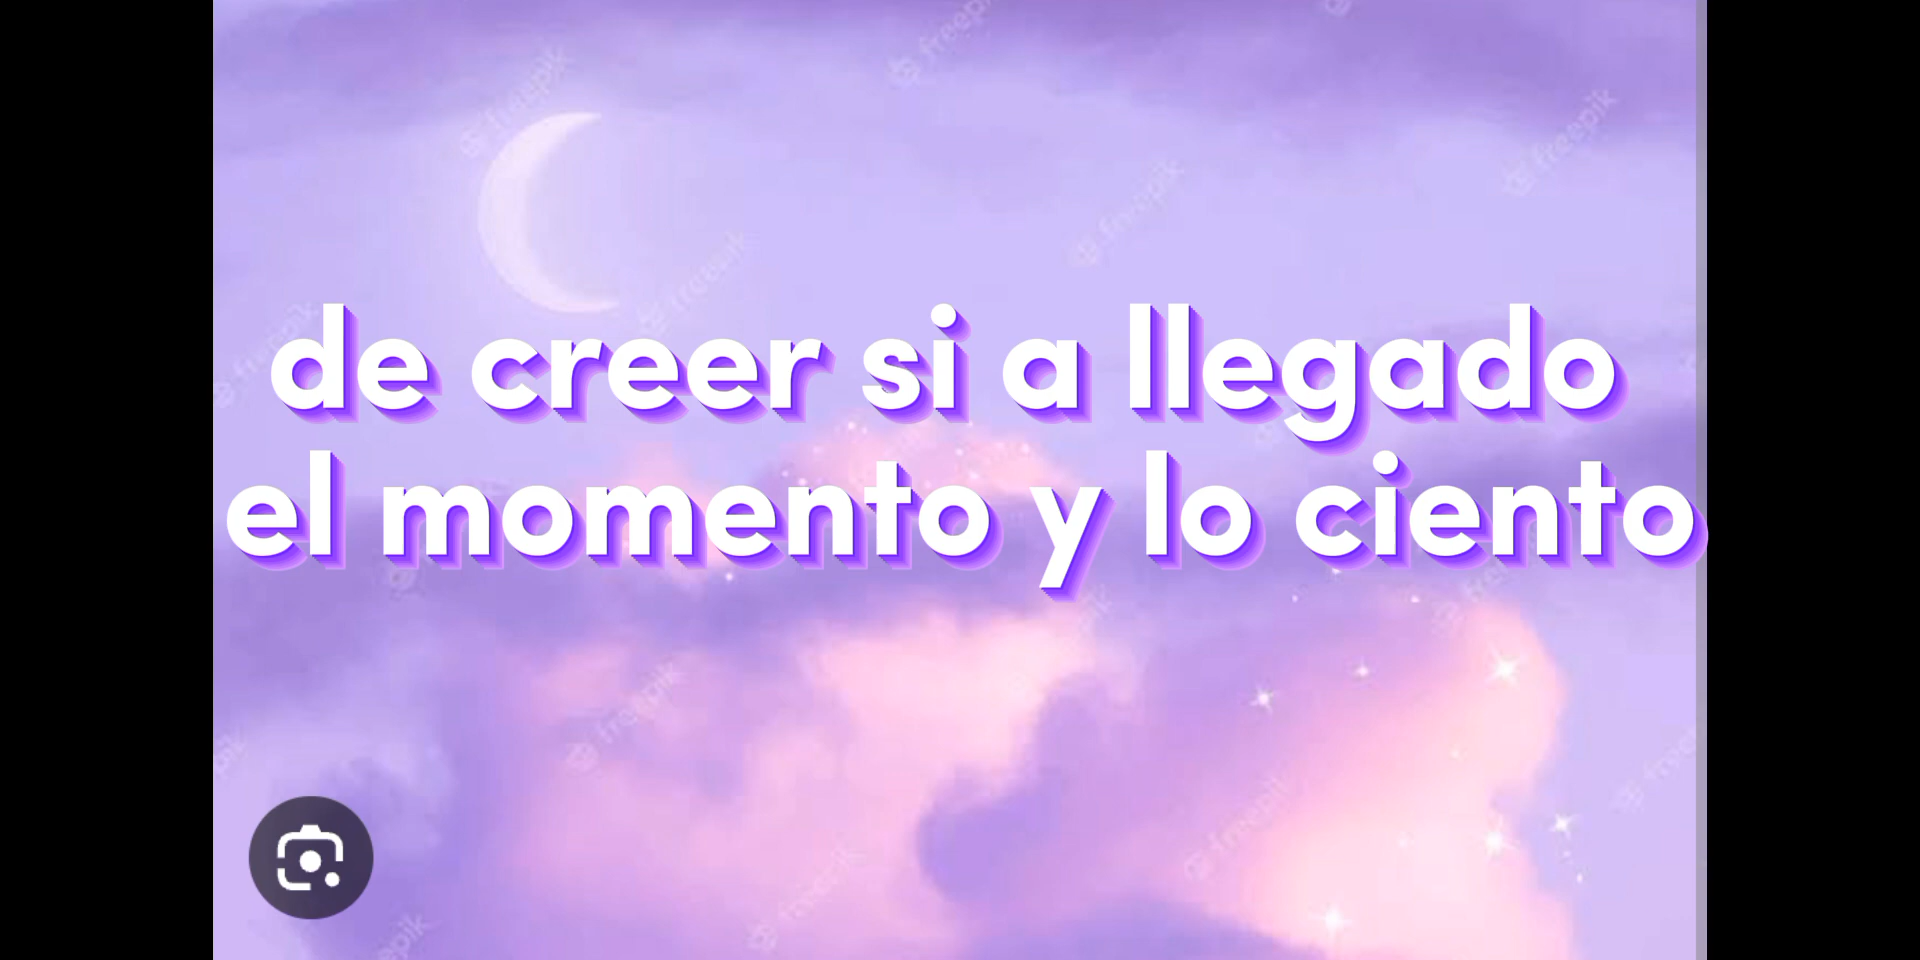 de creer si a llegado
el momento y lo ciento